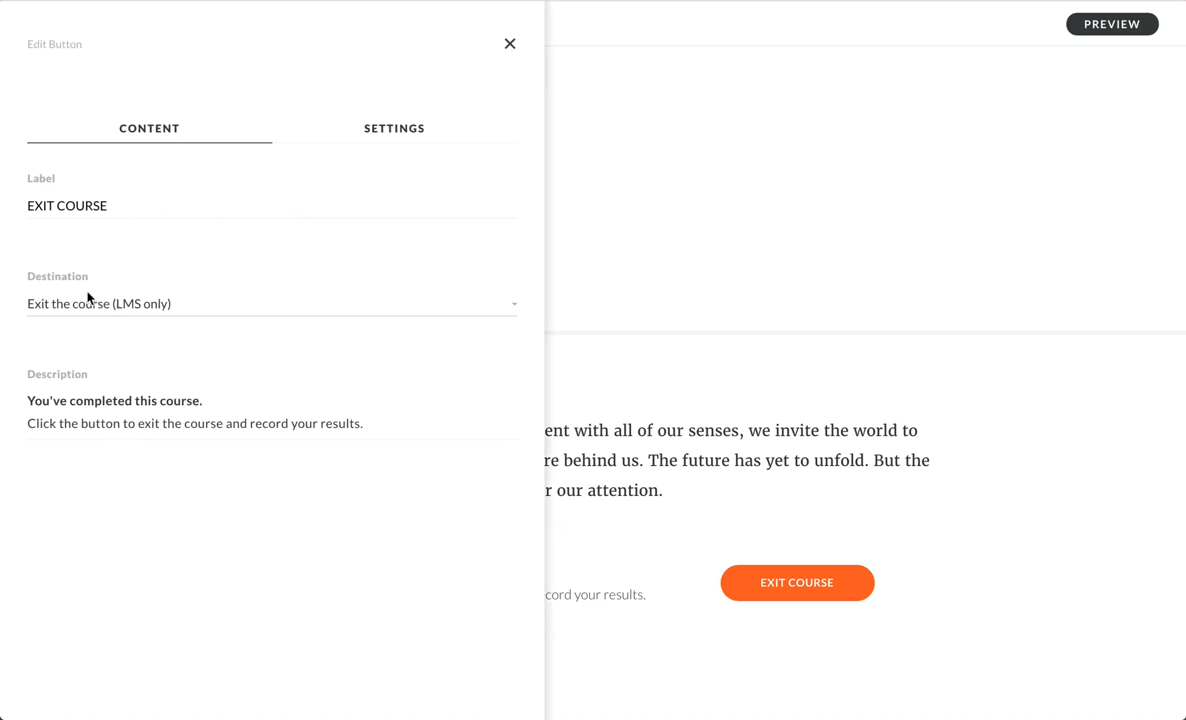 Edit Button
PREVIEW
CONTENT
SETTINGS
Label
EXIT COURSE
Destination
Exit the course (LMS only)
Description
You've completed this course.
Click the button to exit the course and record your results.
with all of our senses, we invite the world to
behind us. The future has yet to unfold. But the
our attention.
your results.
EXIT COURSE